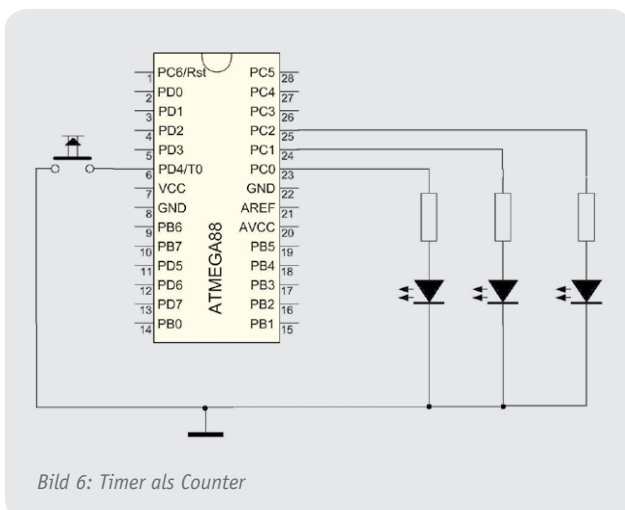 1 PC6/Rst PC5 28
2 PD0 PC4 27
3 PD1 PC3 26
4 PD2 PC2 25
5 PD3 PC1 24
6 PD4/T0 PC0 23
7 VCC GND 22
8 GND AREF 21
9 PB6 AVCC 20
10 PB7 PB5 19
11 PD5 PB4 18
12 PD6 PB3 17
13 PD7 PB2 16
14 PB0 PB1 15
ATMEGA88
Bild 6: Timer als Counter